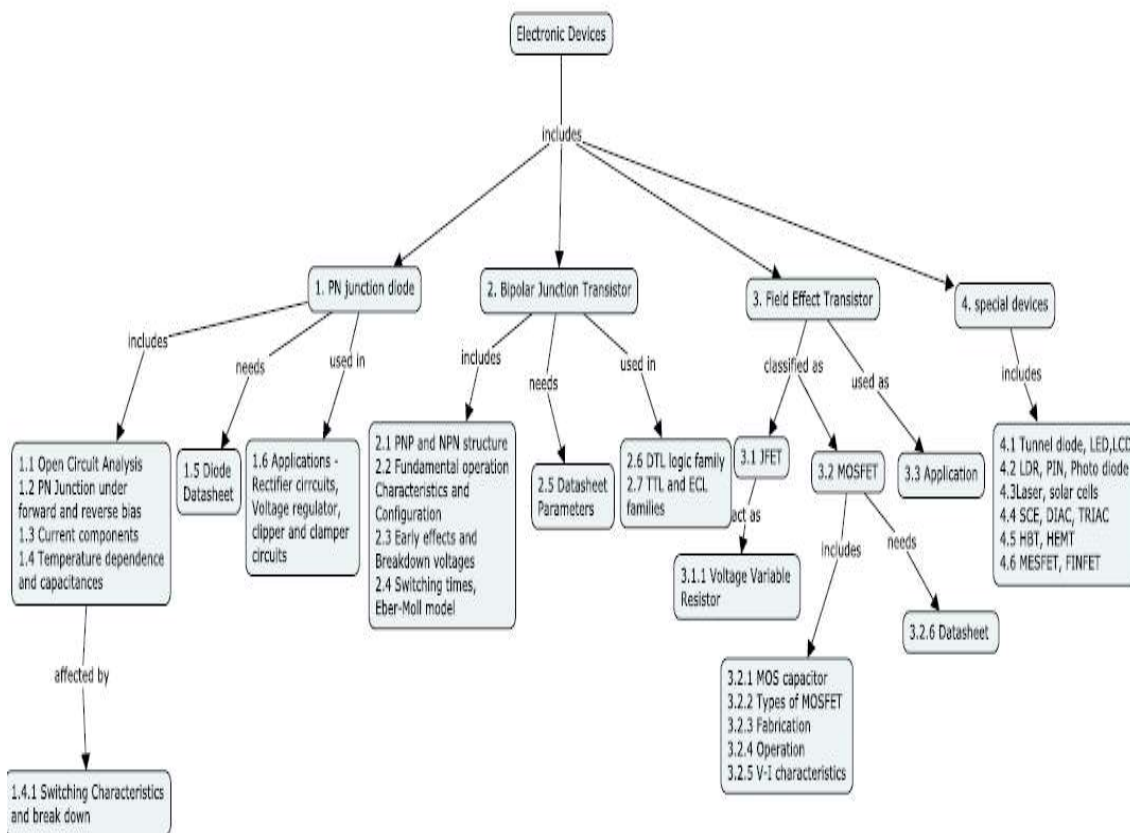 Electronic Devices
includes
1. PN junction diode
2. Bipolar Junction Transistor
3. Field Effect Transistor
4. special devices
includes
needs
used in
includes
needs
used in
classified as
used as
includes
1.1 Open Circuit Analysis
1.2 PN Junction under
forward and reverse bias
1.3 Current components
1.4 Temperature dependence
and capacitances
1.5 Diode
Datasheet
1.6 Applications -
Rectifier cirrcuits,
Voltage regulator,
clipper and clamper
circuits
2.1 PNP and NPN structure
2.2 Fundamental operation
Characteristics and
Configuration
2.3 Early effects and
Breakdown voltages
2.4 Switching times,
Eber-Moll model
2.5 Datasheet
Parameters
2.6 DTL logic family
2.7 TTL and ECL
families
3.1 JFET
3.2 MOSFET
3.3 Application
4.1 Tunnel diode, LED,LCD
4.2 LDR, PIN, Photo diode
4.3Laser, solar cells
4.4 SCE, DIAC, TRIAC
4.5 HBT, HEMT
4.6 MESFET, FINFET
act as
includes
needs
3.1.1 Voltage Variable
Resistor
3.2.6 Datasheet
affected by
3.2.1 MOS capacitor
3.2.2 Types of MOSFET
3.2.3 Fabrication
3.2.4 Operation
3.2.5 V-I characteristics
1.4.1 Switching Characteristics
and break down